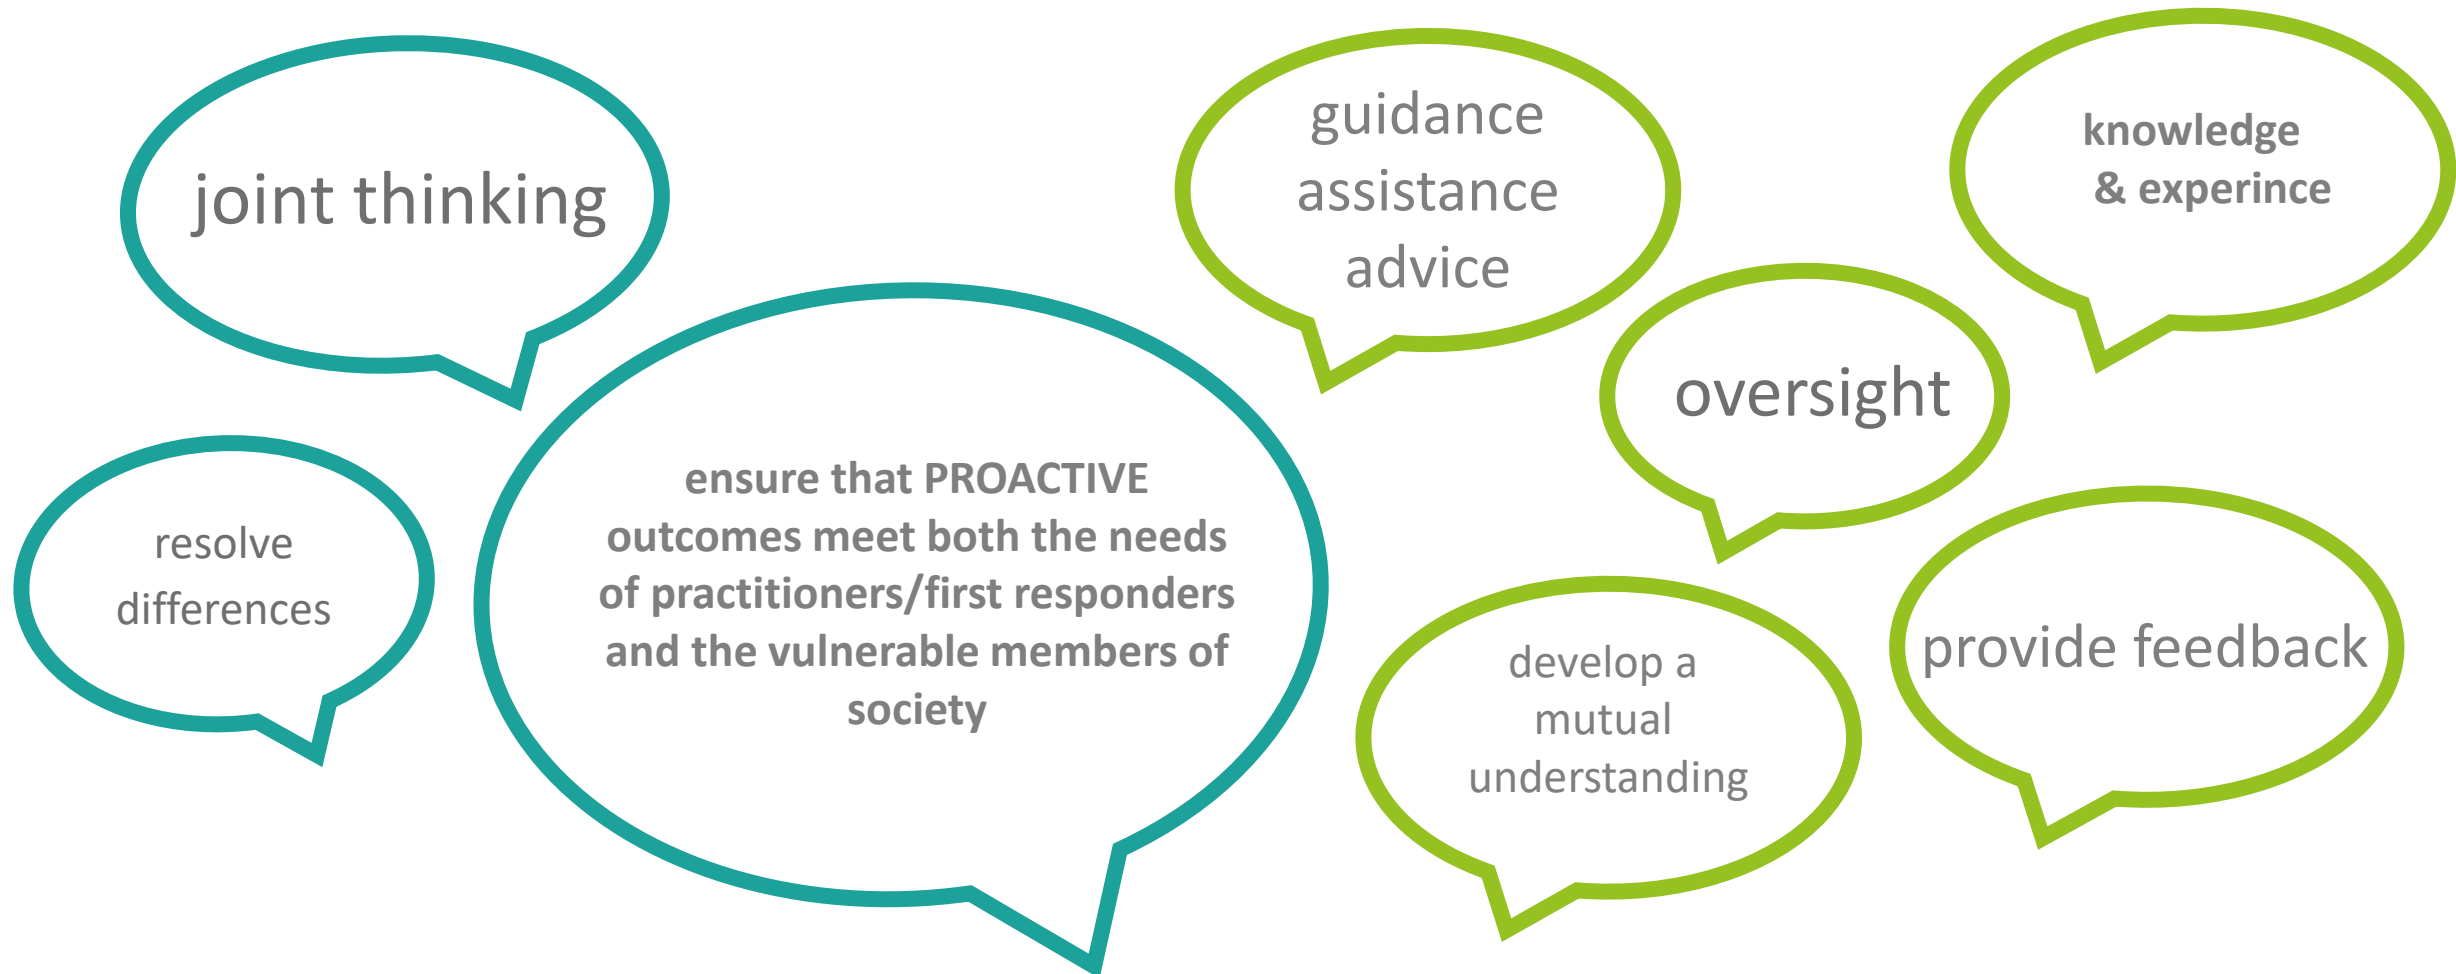 joint thinking
guidance
assistance
advice
knowledge
& experince
oversight
resolve
differences
ensure that PROACTIVE
outcomes meet both the needs
of practitioners/first responders
and the vulnerable members of
society
develop a
mutual
understanding
provide feedback